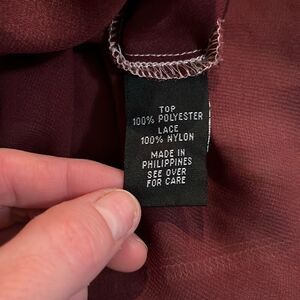 TOP
100% POLYESTER
LACE
100% NYLON
MADE IN
PHILIPPINES
SEE OVER
FOR CARE